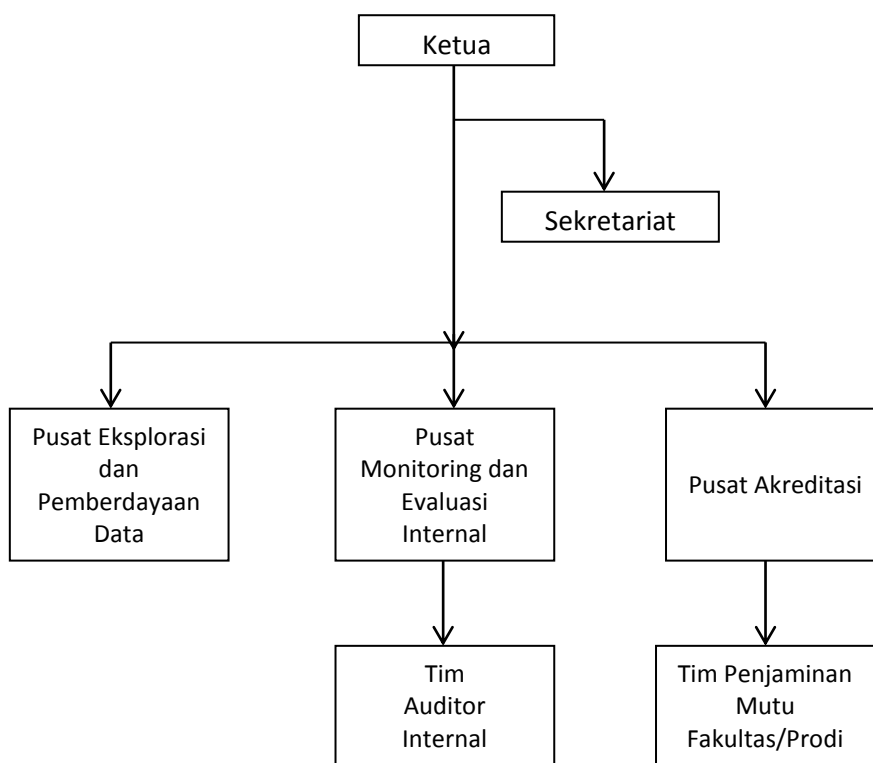 Ketua
Sekretariat
Pusat Eksplorasi
dan
Pemberdayaan
Data
Pusat
Monitoring dan
Evaluasi
Internal
Pusat Akreditasi
Tim
Auditor
Internal
Tim Penjaminan
Mutu
Fakultas/Prodi